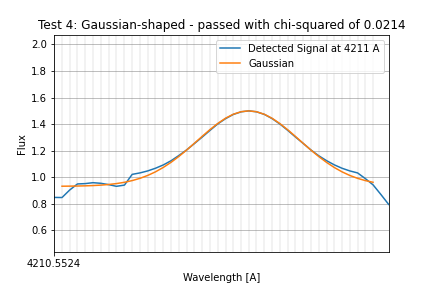 Test 4: Gaussian-shaped - passed with chi-squared of 0.0214
Detected Signal at 4211 A
Gaussian
2.0
1.8
1.6
1.4
1.2
1.0
0.8
0.6
Flux
4210.5524
Wavelength [A]